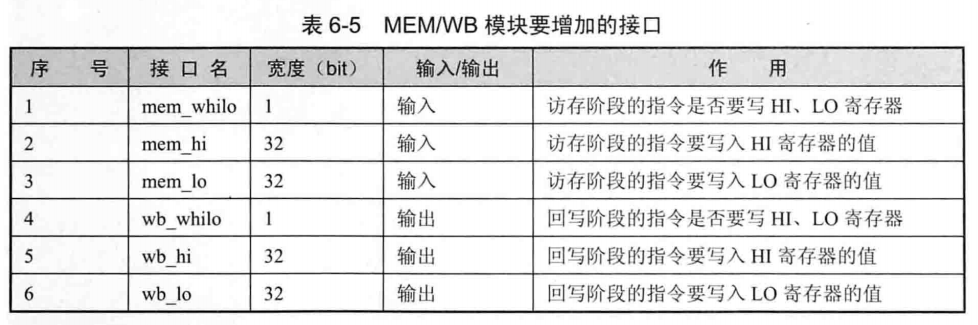 表 6-5 MEM/WB 模块要增加的接口
序 号 接 口 名 宽度（bit） 输入/输出 作 用
1 mem_whilo 1 输入 访存阶段的指令是否要写 HI、LO 寄存器
2 mem_hi 32 输入 访存阶段的指令要写入 HI 寄存器的值
3 mem_lo 32 输入 访存阶段的指令要写入 LO 寄存器的值
4 wb_whilo 1 输出 回写阶段的指令是否要写 HI、LO 寄存器
5 wb_hi 32 输出 回写阶段的指令要写入 HI 寄存器的值
6 wb_lo 32 输出 回写阶段的指令要写入 LO 寄存器的值